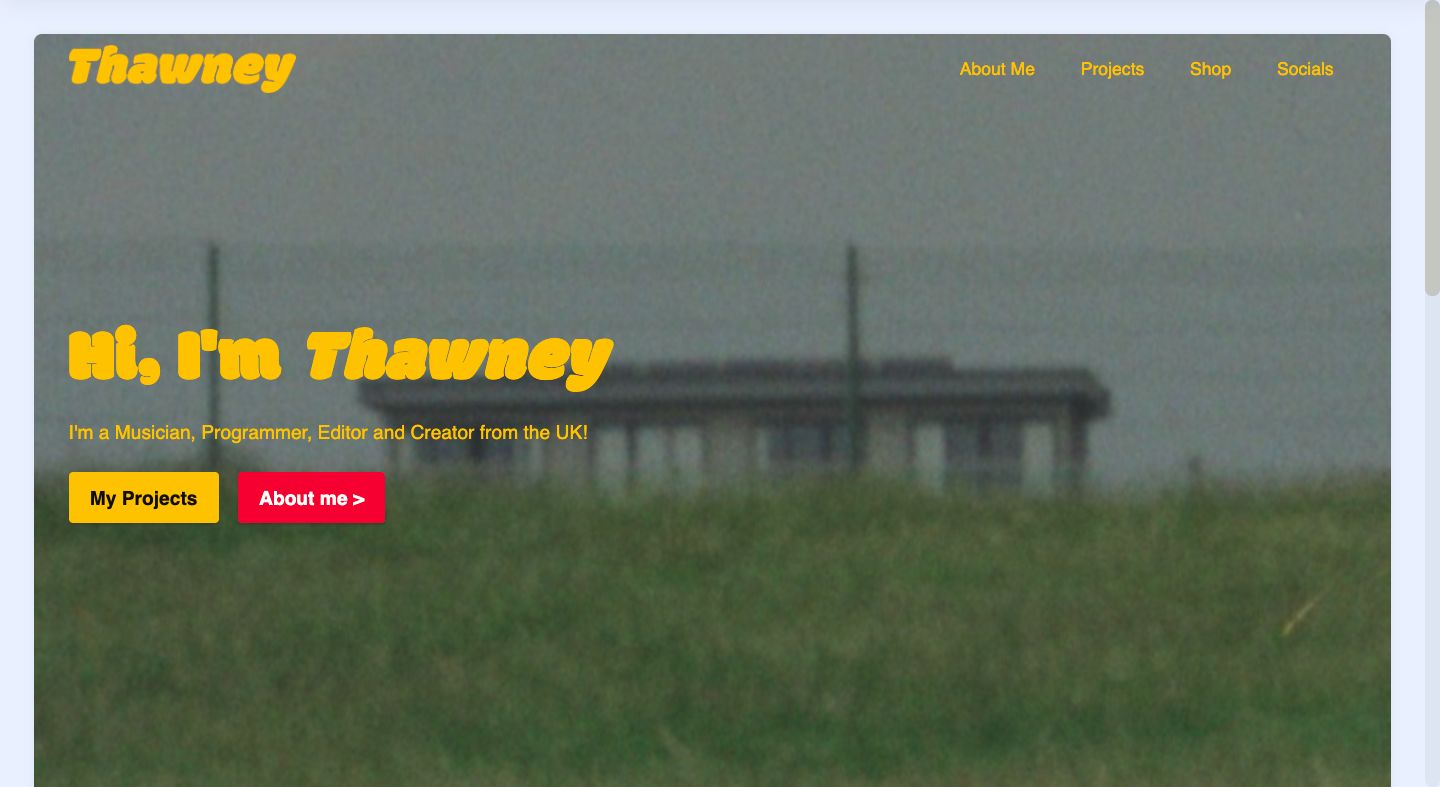 Thawney
About Me Projects Shop Socials
Hi, I'm Thawney
I'm a Musician, Programmer, Editor and Creator from the UK!
My Projects About me >